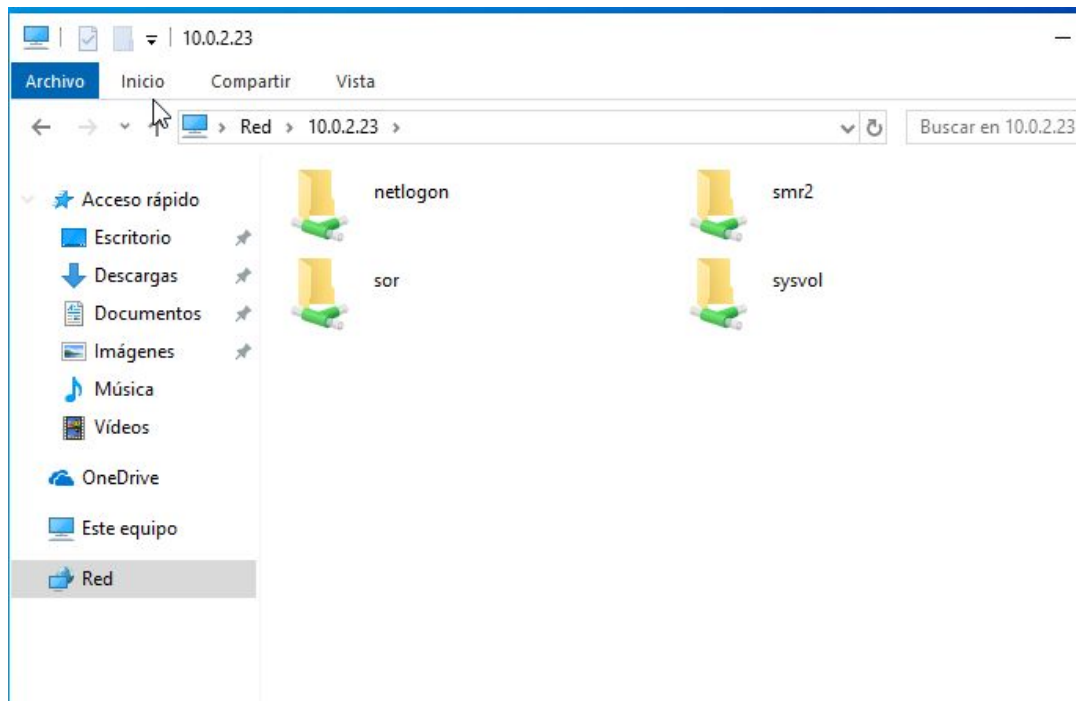 10.0.2.23
Archivo Inicio Compartir Vista
Red > 10.0.2.23 > Buscar en 10.0.2.23
Acceso rápido
Escritorio
Descargas
Documentos
Imágenes
Música
Vídeos
OneDrive
Este equipo
Red
netlogon smr2
sor sysvol